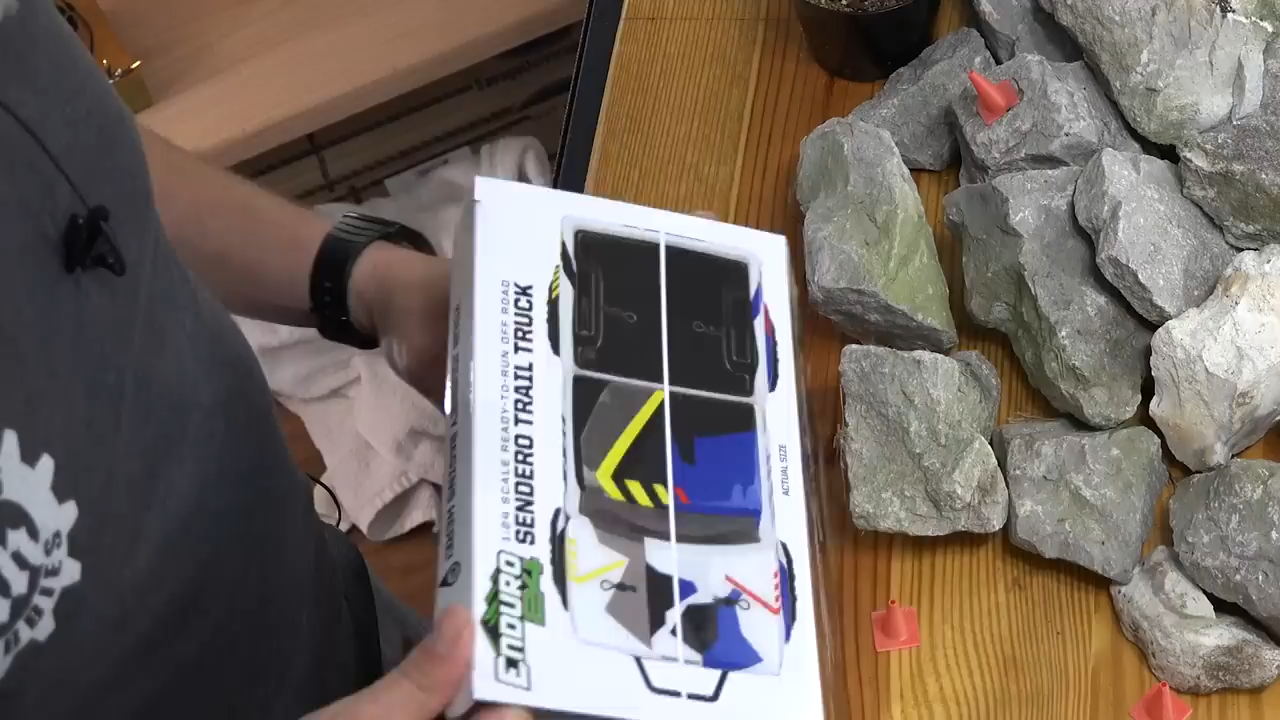 ENDURO
24
1:24 SCALE READY-TO-RUN OFF ROAD
SENDERO TRAIL TRUCK
ACTUAL SIZE